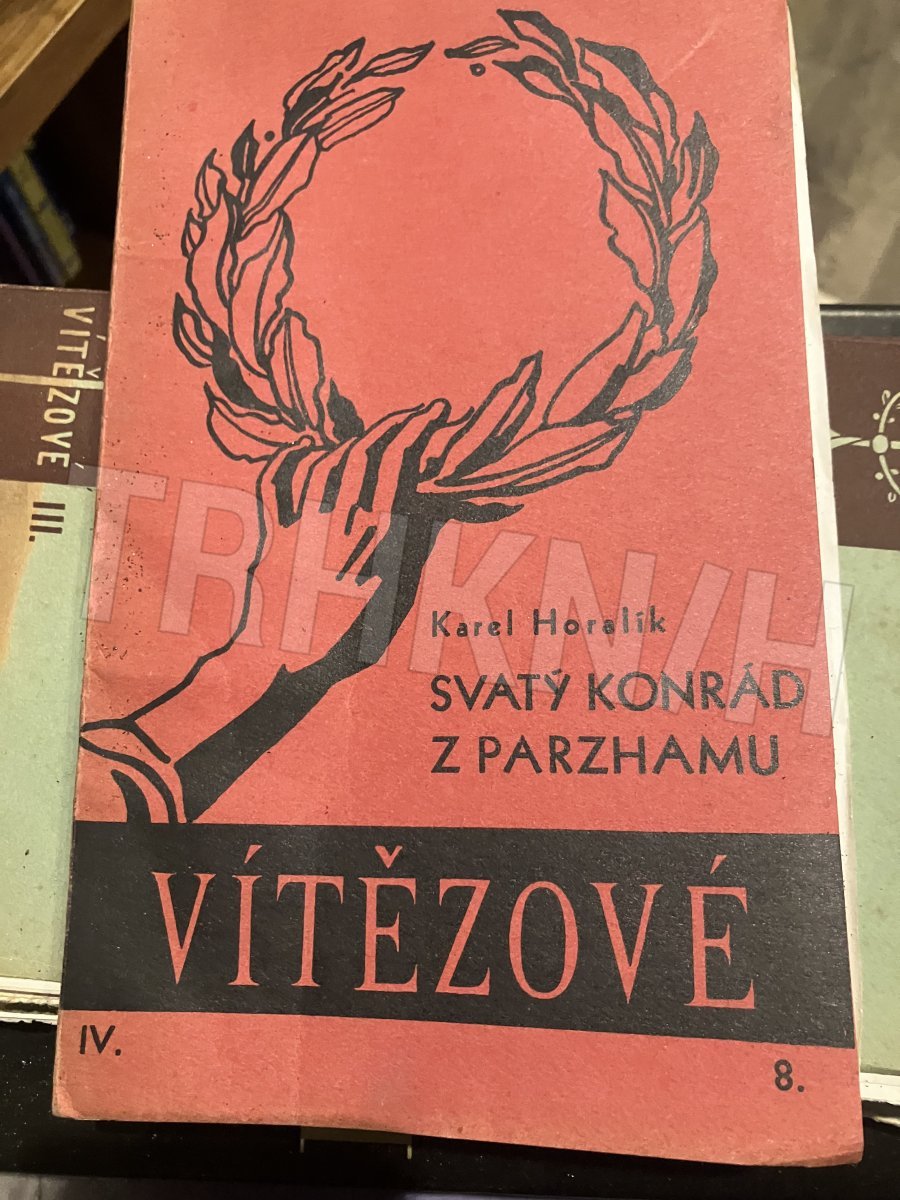 VÍTĚZOVÉ III.
TRHKNIH
Karel Horalík
SVATÝ KONRÁD
Z PARZHAMU
VÍTĚZOVÉ
IV.
8.